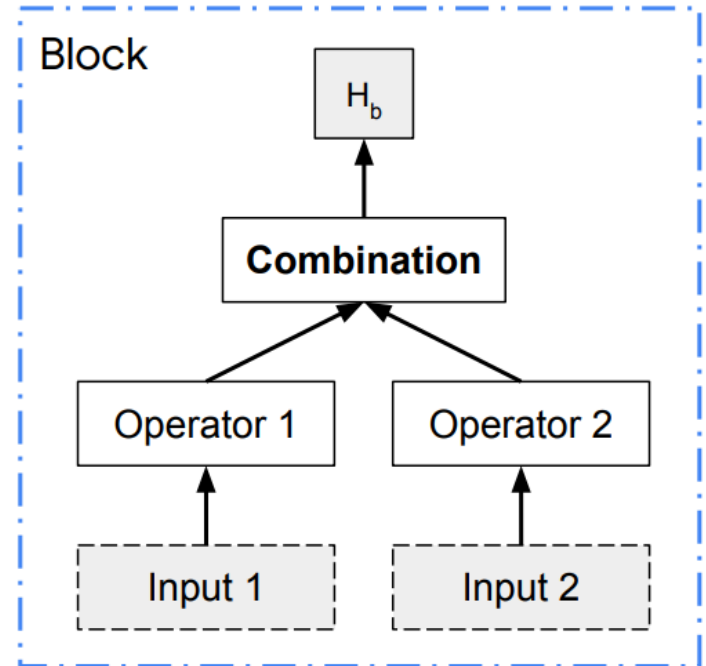 Block
H_b
Combination
Operator 1 Operator 2
Input 1 Input 2